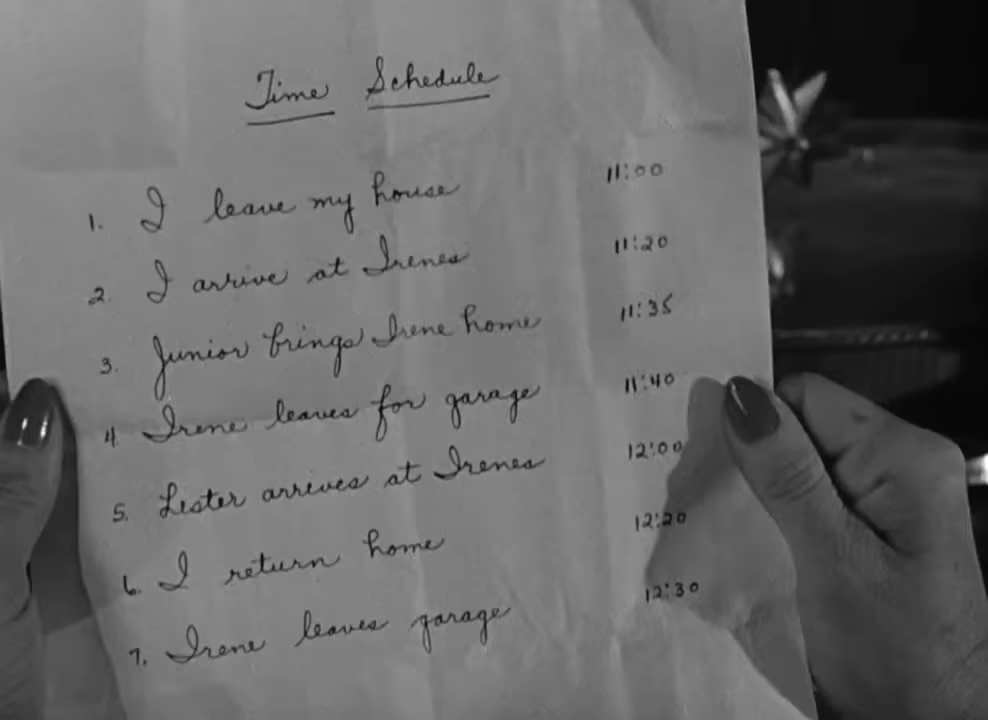 Time Schedule
1. I leave my house 11:00
2. I arrive at Irenes 11:20
3. Junior brings Irene home 11:35
4. Irene leaves for garage 11:40
5. Lester arrives at Irenes 12:00
6. I return home 12:20
7. Irene leaves garage 12:30